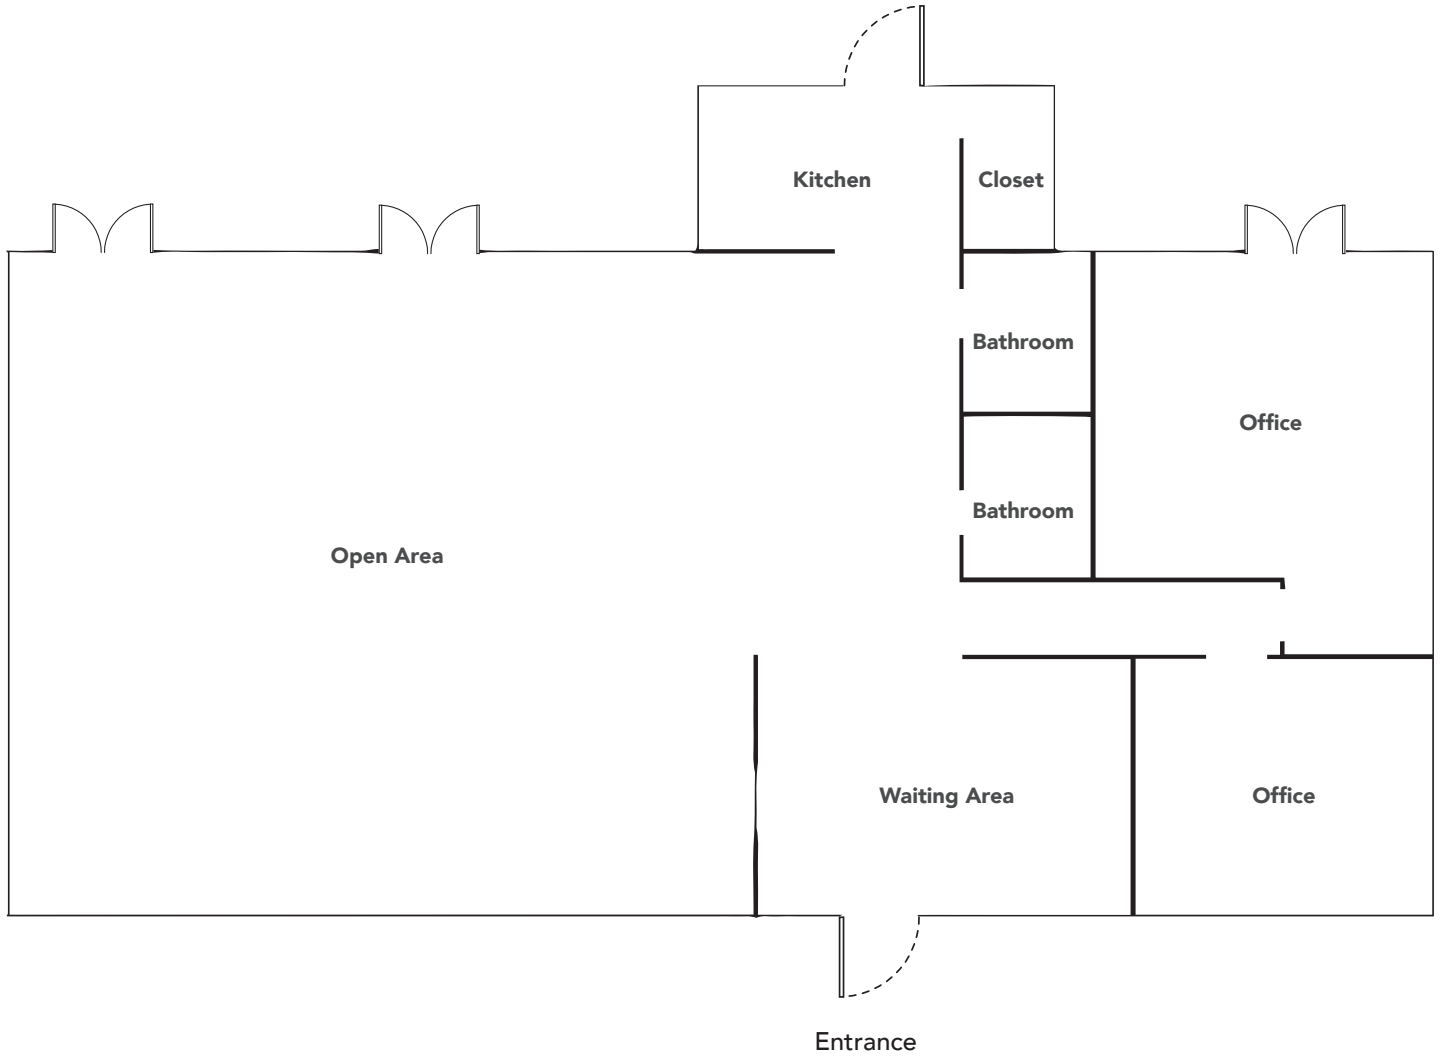 Kitchen
Closet
Bathroom
Office
Bathroom
Open Area
Waiting Area
Office
Entrance